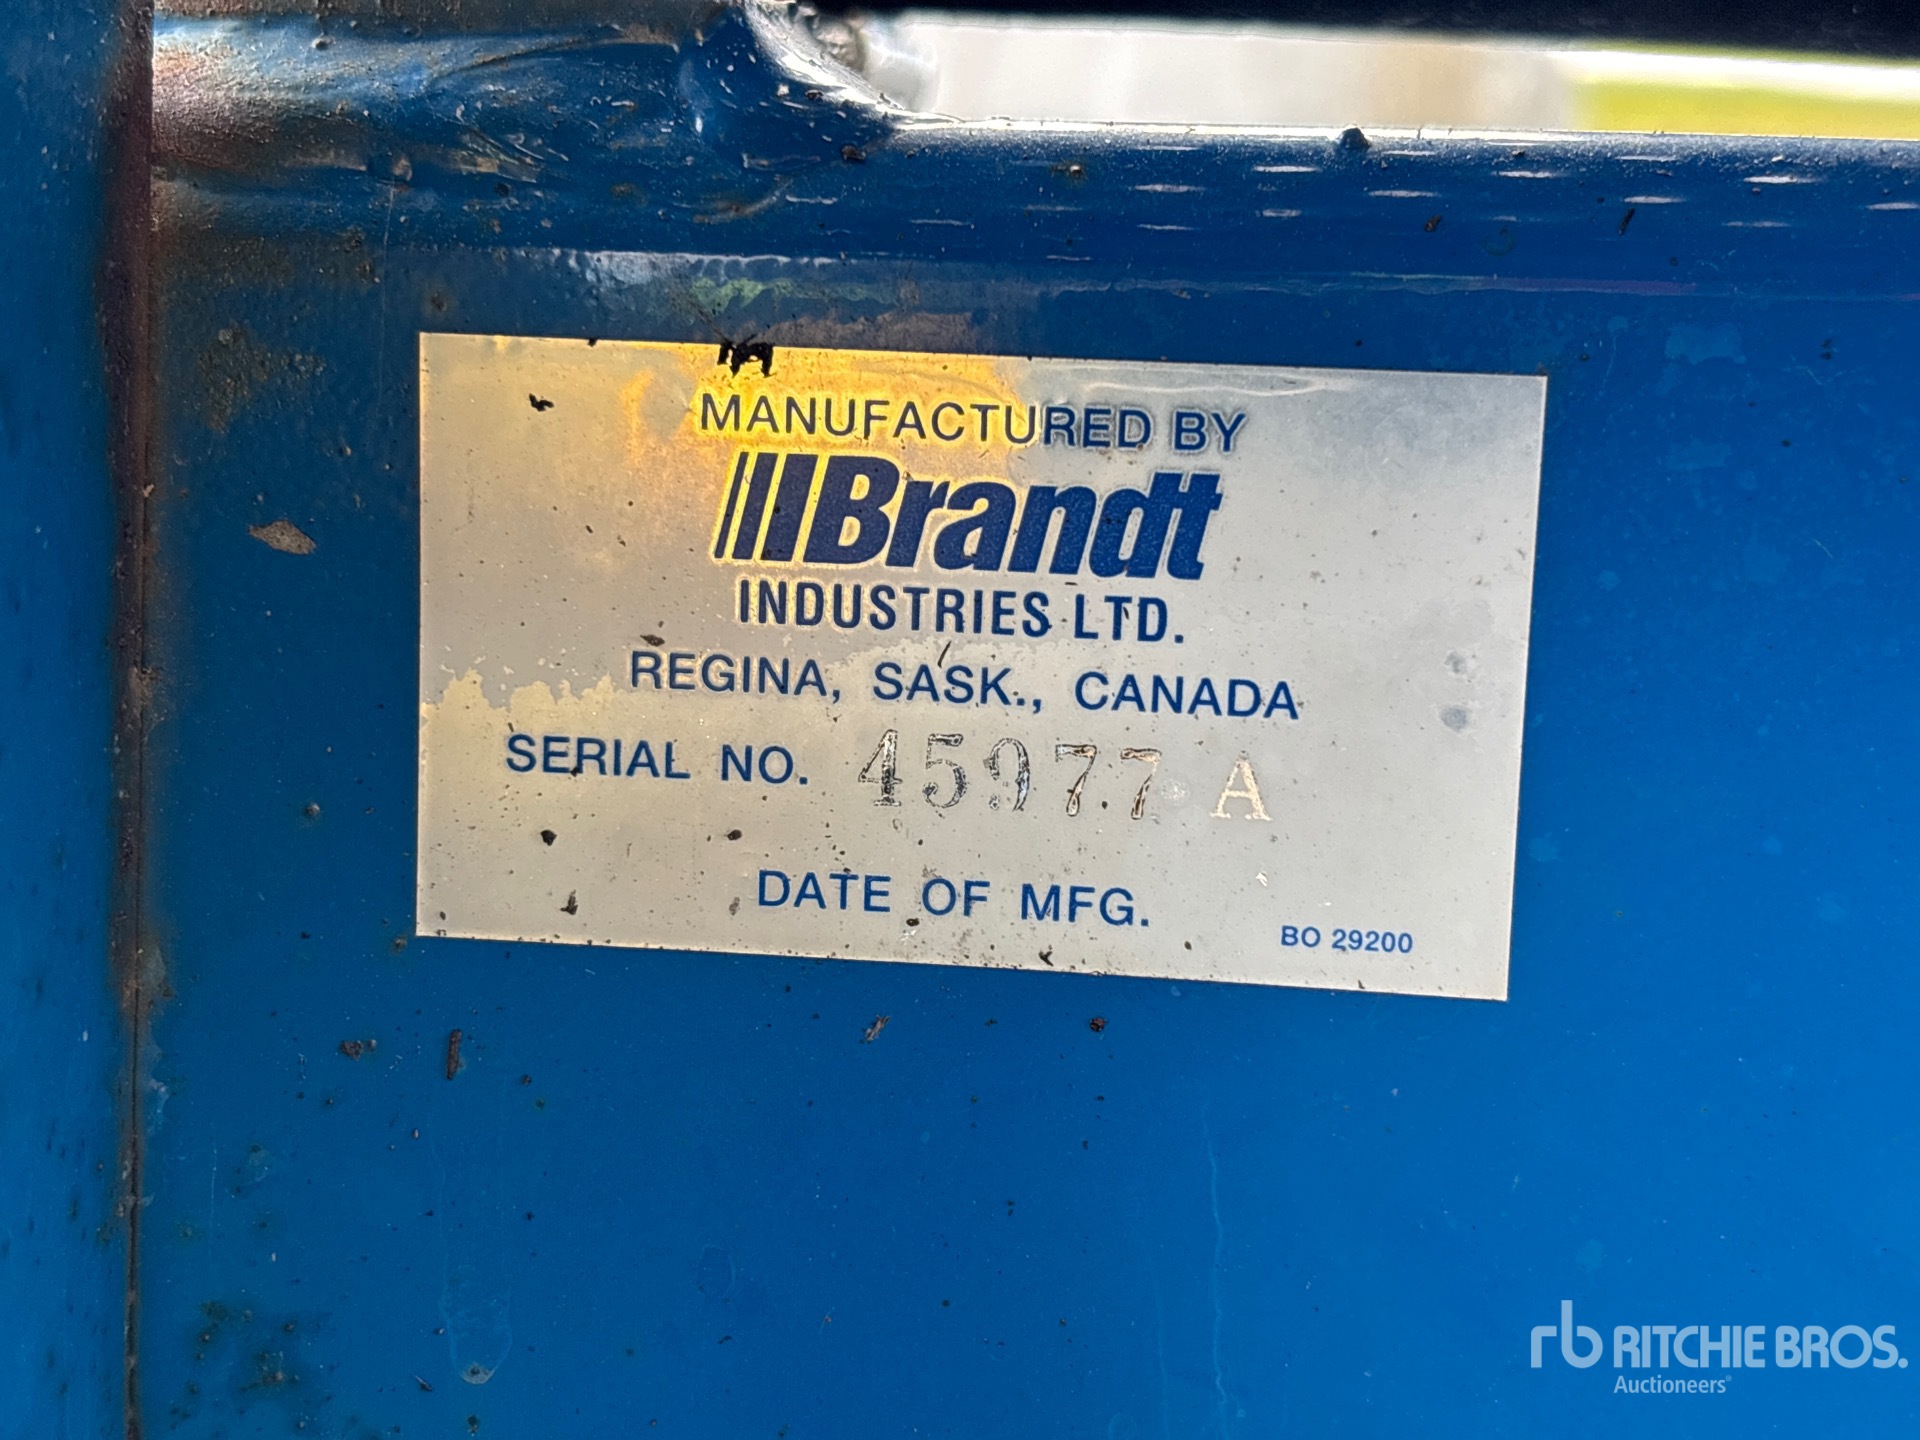 MANUFACTURED BY
Brandt
INDUSTRIES LTD.
REGINA, SASK., CANADA
SERIAL NO. 45977 A
DATE OF MFG.
BO 29200
rb RITCHIE BROS.
Auctioneers